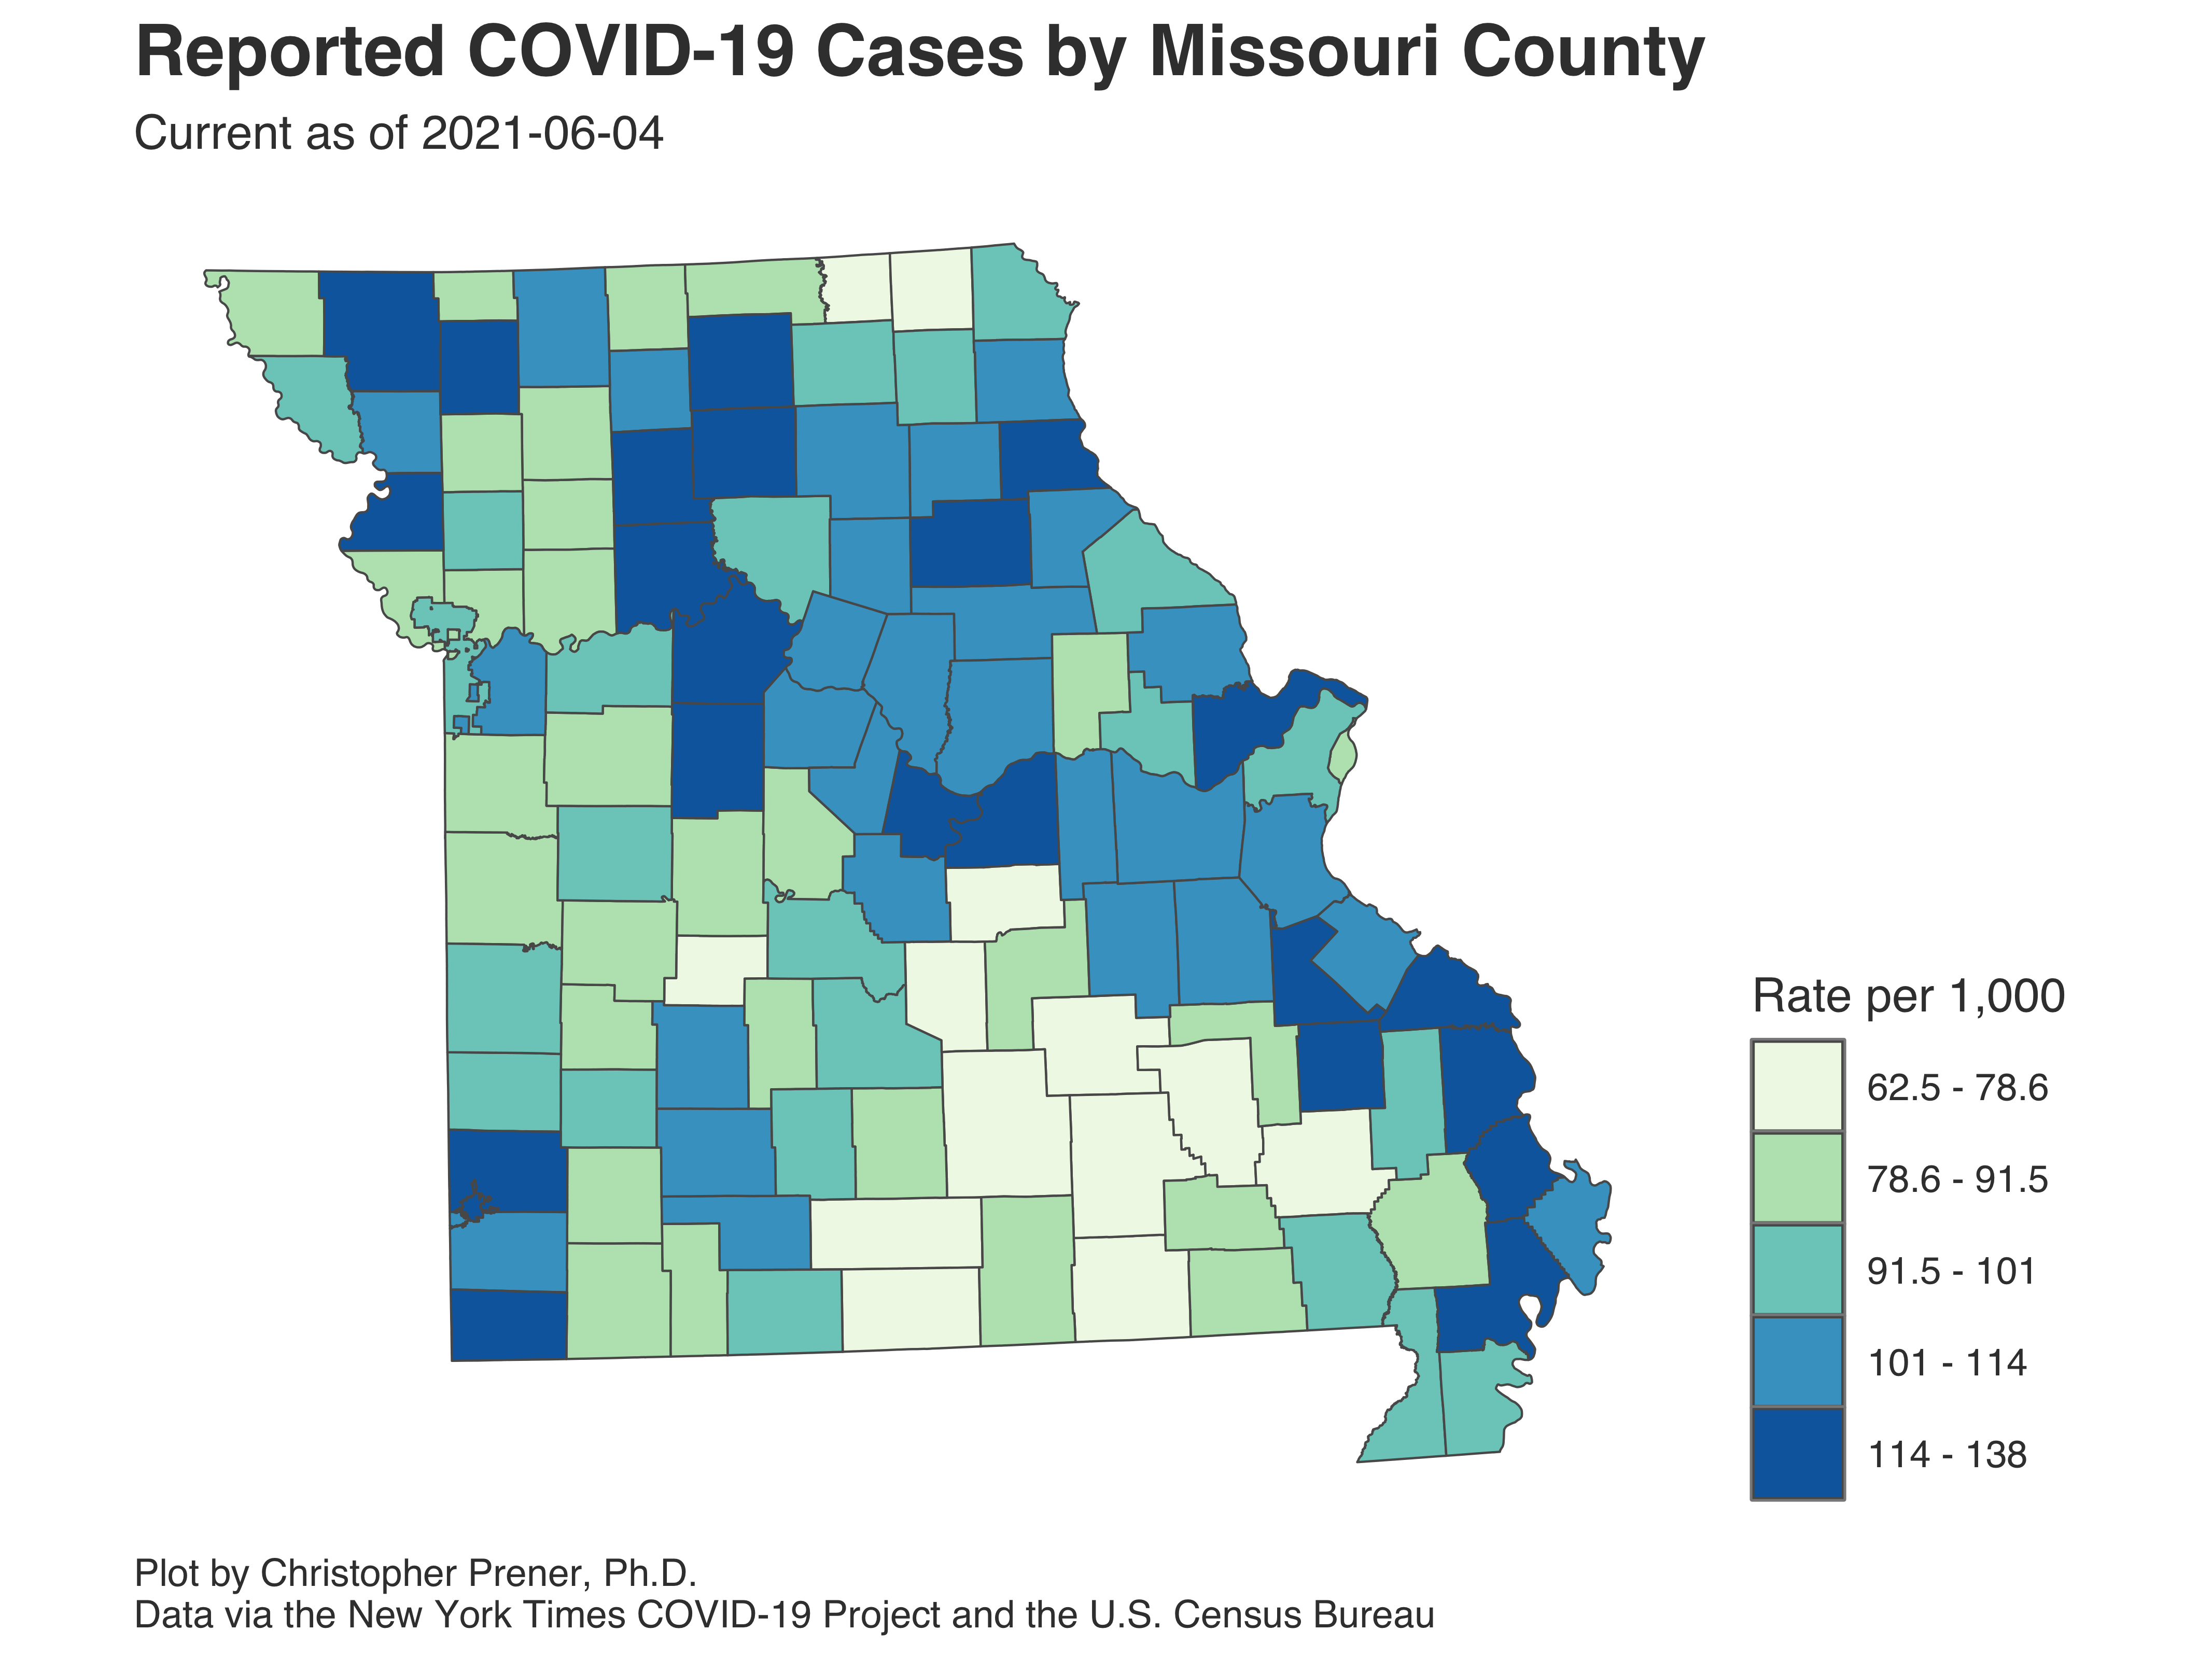 Reported COVID-19 Cases by Missouri County
Current as of 2021-06-04
Rate per 1,000
62.5 - 78.6
78.6 - 91.5
91.5 - 101
101 - 114
114 - 138
Plot by Christopher Prener, Ph.D.
Data via the New York Times COVID-19 Project and the U.S. Census Bureau